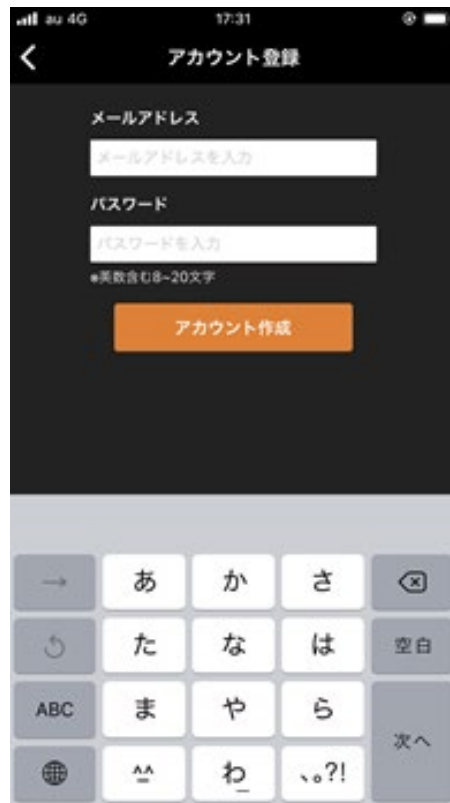 au 4G 17:31
アカウント登録
メールアドレス
メールアドレスを入力
パスワード
パスワードを入力
※英数含む8~20文字
アカウント作成
→ あ か さ
た な は 空白
ABC ま や ら 次へ
^^ わ_ 、。?!